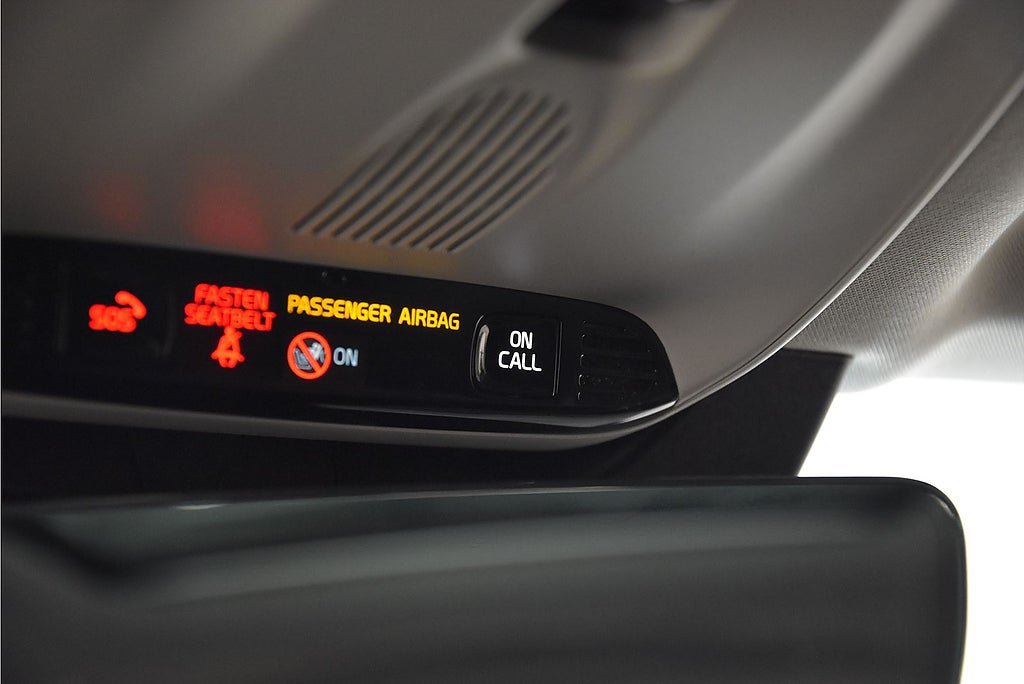 SOS
FASTEN
SEATBELT
PASSENGER AIRBAG
ON
ON
CALL